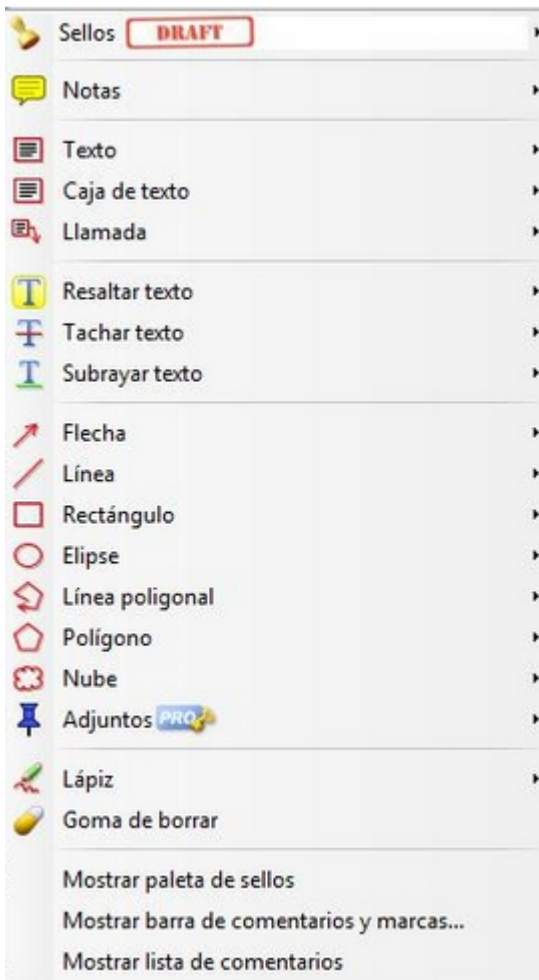 Sellos DRAFT
Notas
Texto
Caja de texto
Llamada
T Resaltar texto
T Tachar texto
T Subrayar texto
Flecha
Línea
Rectángulo
Elipse
Línea poligonal
Polígono
Nube
Adjuntos PRO
Lápiz
Goma de borrar
Mostrar paleta de sellos
Mostrar barra de comentarios y marcas...
Mostrar lista de comentarios